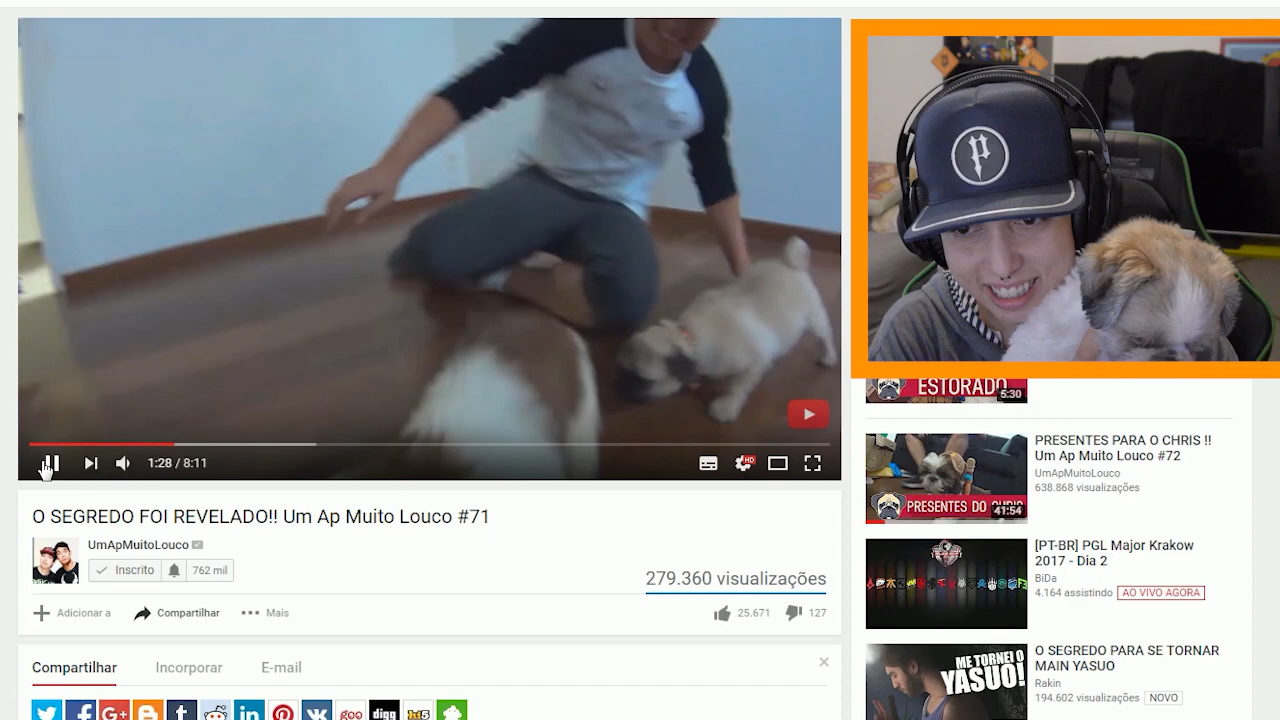 1:28 / 8:11
HD
O SEGREDO FOI REVELADO!! Um Ap Muito Louco #71
UmApMuitoLouco
Inscrito
762 mil
279.360 visualizações
Adicionar a
Compartilhar
Mais
25.671
127
Compartilhar
Incorporar
E-mail
digg
P
ESTORADO
5:30
PRESENTES DO CHRIS
41:54
PRESENTES PARA O CHRIS !!
Um Ap Muito Louco #72
UmApMuitoLouco
638.868 visualizações
[PT-BR] PGL Major Krakow
2017 - Dia 2
BiDa
4.164 assistindo
AO VIVO AGORA
ME TORNEI O
YASUO!
O SEGREDO PARA SE TORNAR
MAIN YASUO
Rakin
194.602 visualizações
NOVO